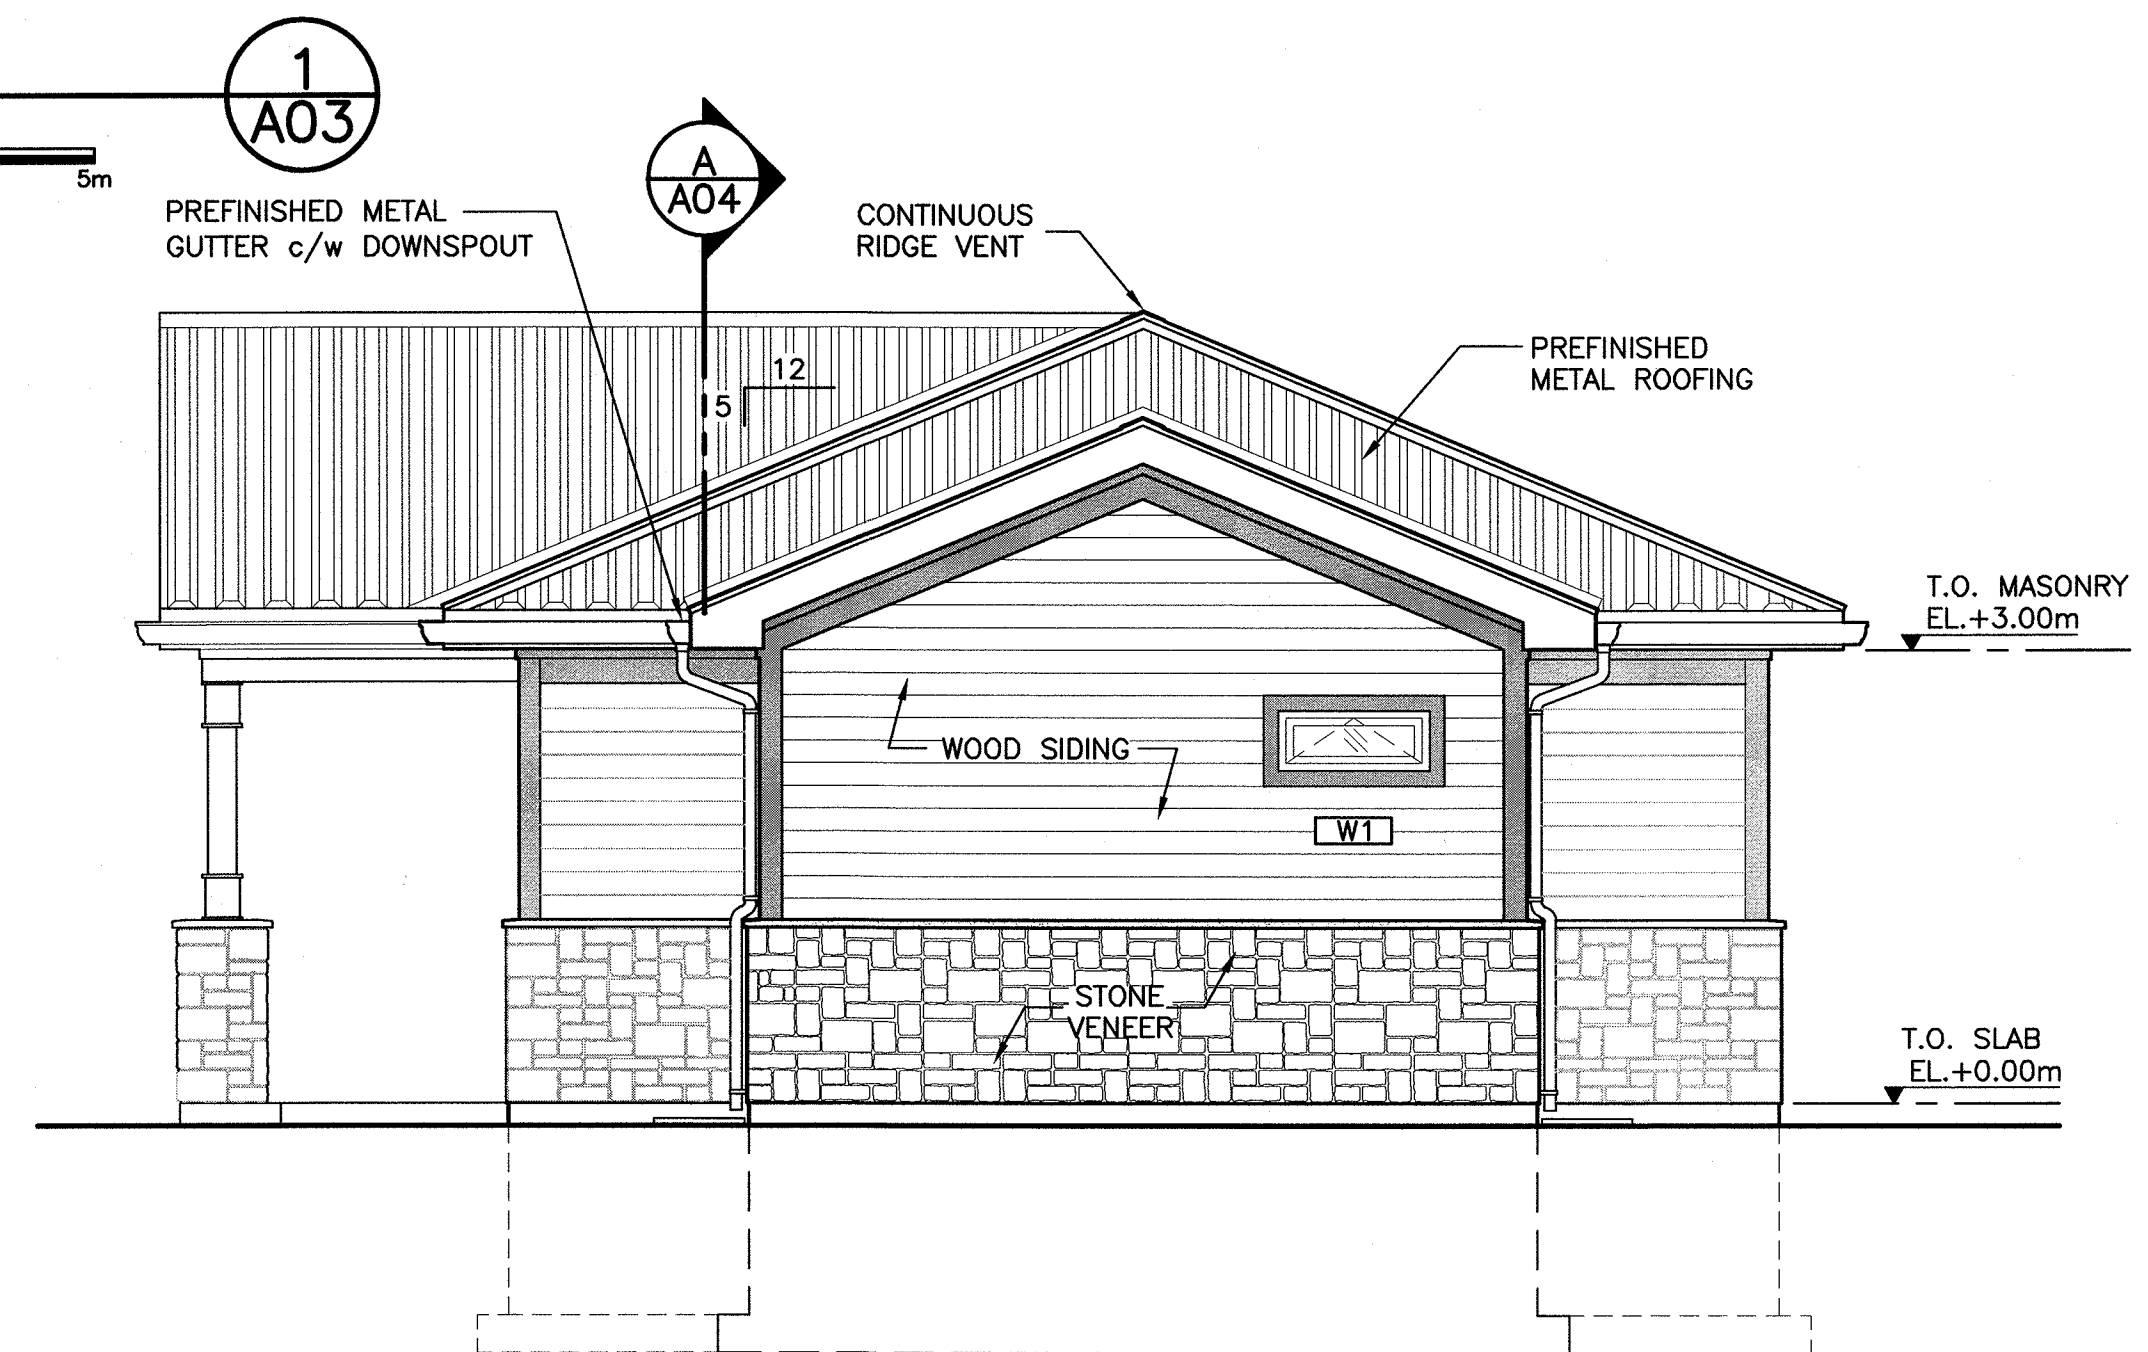 1
A03
5m
A
A04
PREFINISHED METAL
GUTTER c/w DOWNSPOUT
CONTINUOUS
RIDGE VENT
PREFINISHED
METAL ROOFING
12
5
T.O. MASONRY
EL.+3.00m
WOOD SIDING
W1
STONE
VENEER
T.O. SLAB
EL.+0.00m